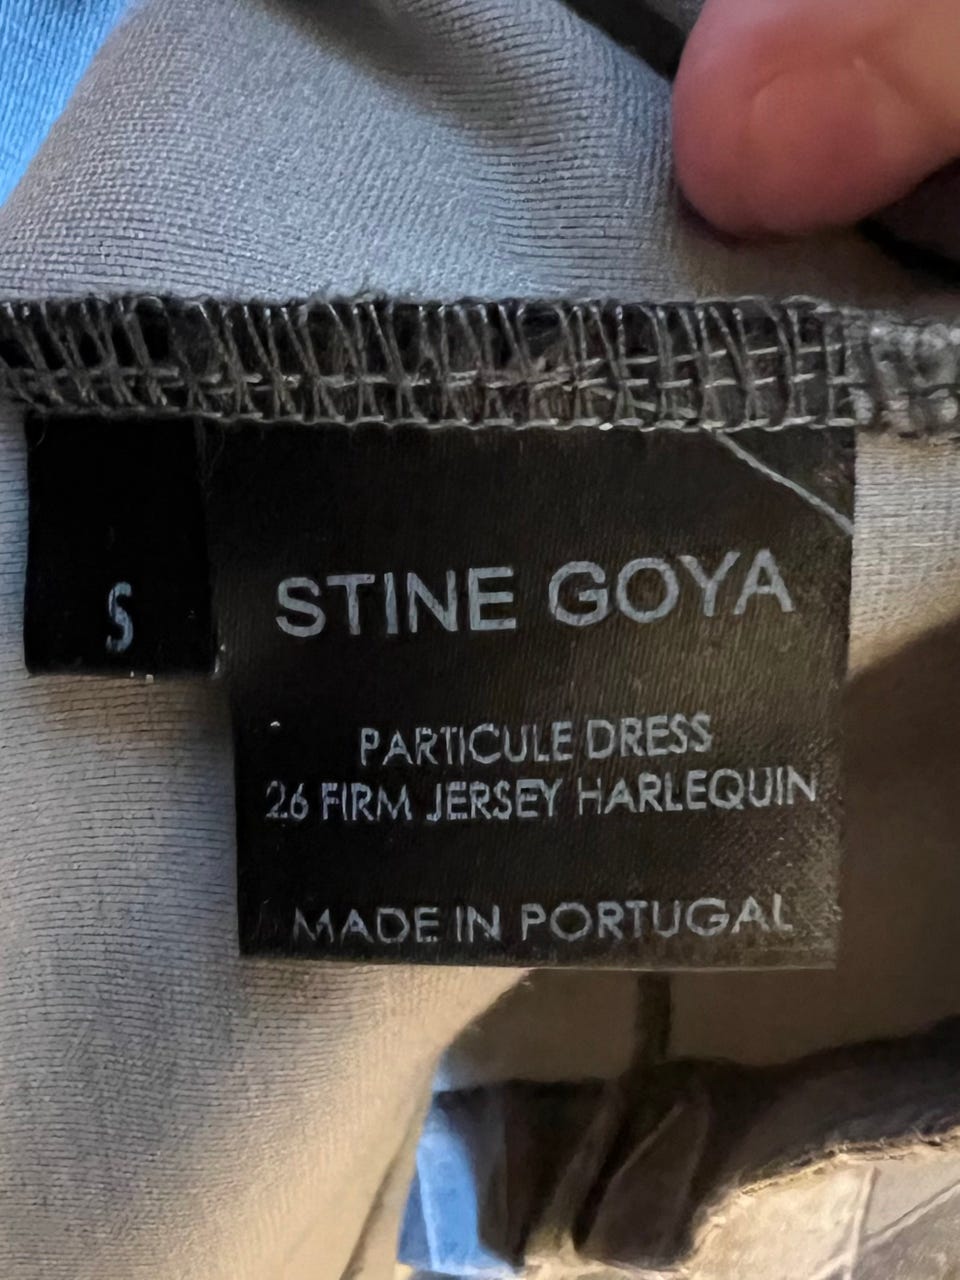 S
STINE GOYA
PARTICULE DRESS
26 FIRM JERSEY HARLEQUIN
MADE IN PORTUGAL